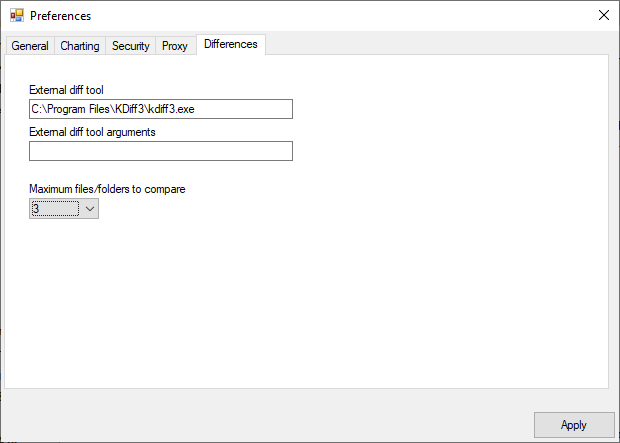 Preferences
General Charting Security Proxy Differences
External diff tool
C:\Program Files\KDiff3\kdiff3.exe
External diff tool arguments
Maximum files/folders to compare
3
Apply